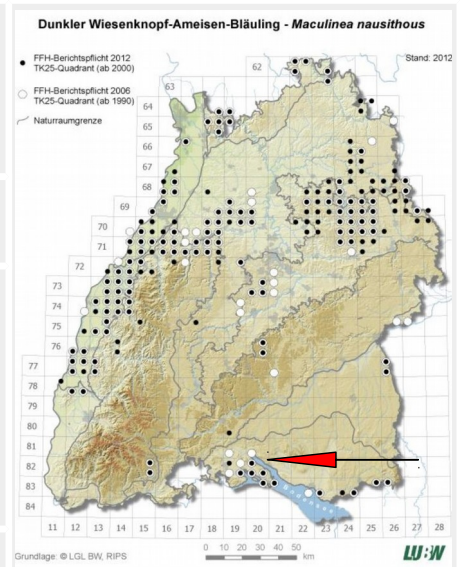 Dunkler Wiesenknopf-Ameisen-Bläuling - Maculinea nausithous
FFH-Berichtspflicht 2012
TK25-Quadrant (ab 2000)
FFH-Berichtspflicht 2006
TK25-Quadrant (ab 1990)
Naturraumgrenze
Stand: 2012
62
63
64
65
66
67
68
69
70
71
72
73
74
75
76
77
78
79
80
81
82
83
84
11 12 13 14 15 16 17 18 19 20 21 22 23 24 25 26 27 28
Grundlage: © LGL BW, RIPS
0 10 20 30 40 50
km
LUBW